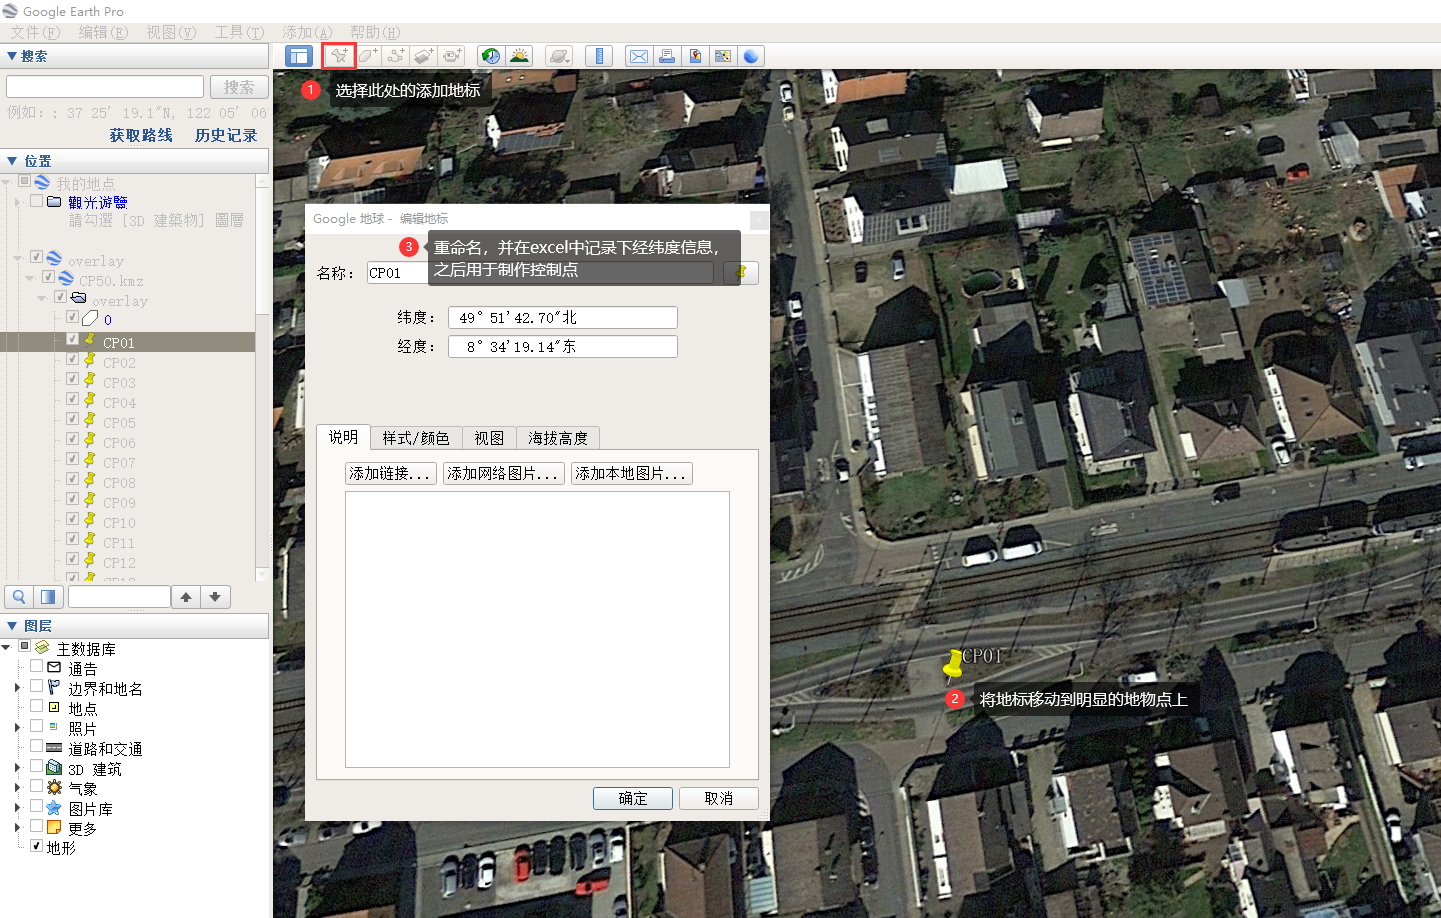 Google Earth Pro
文件(F) 编辑(E) 视图(V) 工具(T) 添加(A) 帮助(H)
搜索
搜索
例如: : 37 25' 19.1"N, 122 05' 06
获取路线 历史记录
位置
我的地点
觀光遊覽
請勾選 [3D 建築物] 圖層
overlay
CP50.kmz
overlay
0
CP01
CP02
CP03
CP04
CP05
CP06
CP07
CP08
CP09
CP10
CP11
CP12
图层
主数据库
通告
边界和地名
地点
照片
道路和交通
3D 建筑
气象
图片库
更多
地形
1 选择此处的添加地标
Google 地球 - 编辑地标
3 重命名，并在excel中记录下经纬度信息，
之后用于制作控制点
名称: CP01
纬度: 49° 51'42.70"北
经度: 8° 34'19.14"东
说明 样式/颜色 视图 海拔高度
添加链接... 添加网络图片... 添加本地图片...
确定 取消
CP01
2 将地标移动到明显的地物点上